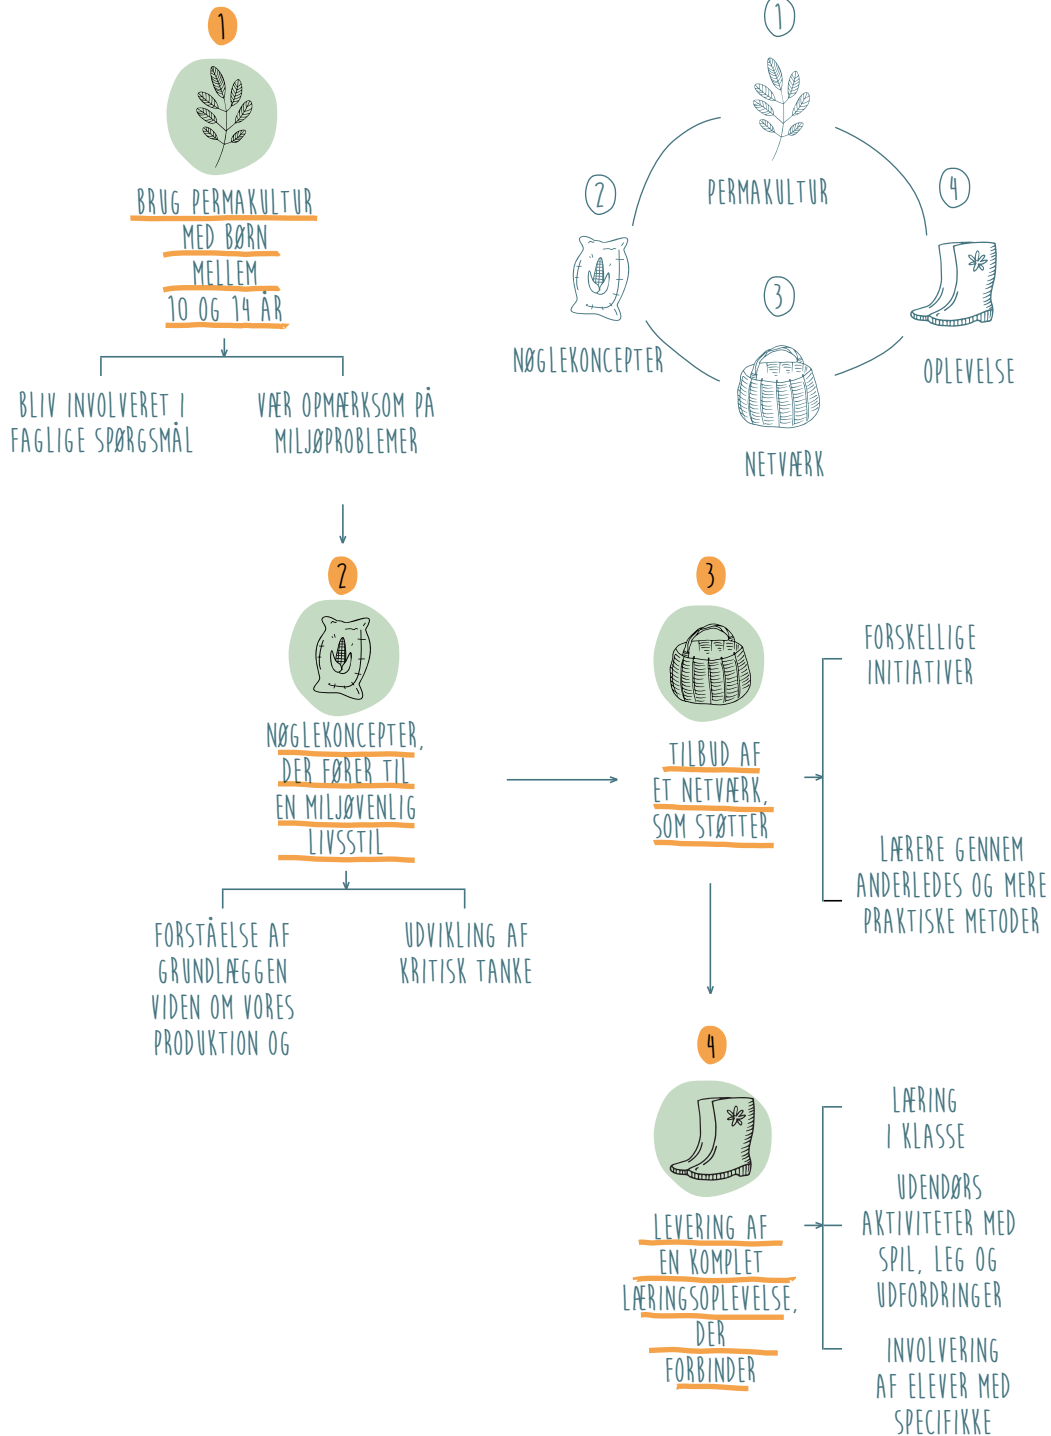 1
BRUG PERMAKULTUR
MED BØRN
MELLEM
10 OG 14 ÅR
BLIV INVOLVERET I
FAGLIGE SPØRGSMÅL
VÆR OPMÆRKSOM PÅ
MILJØPROBLEMER
1
PERMAKULTUR
2
NØGLEKONCEPTER
3
NETVÆRK
4
OPLEVELSE
2
NØGLEKONCEPTER,
DER FØRER TIL
EN MILJØVENLIG
LIVSSTIL
FORSTÅELSE AF
GRUNDLÆGGEN
VIDEN OM VORES
PRODUKTION OG
UDVIKLING AF
KRITISK TANKE
3
TILBUD AF
ET NETVÆRK,
SOM STØTTER
FORSKELLIGE
INITIATIVER
LÆRERE GENNEM
ANDERLEDES OG MERE
PRAKTISKE METODER
4
LEVERING AF
EN KOMPLET
LÆRINGSOPLEVELSE,
DER
FORBINDER
LÆRING
I KLASSE
UDENDØRS
AKTIVITETER MED
SPIL, LEG OG
UDFORDRINGER
INVOLVERING
AF ELEVER MED
SPECIFIKKE